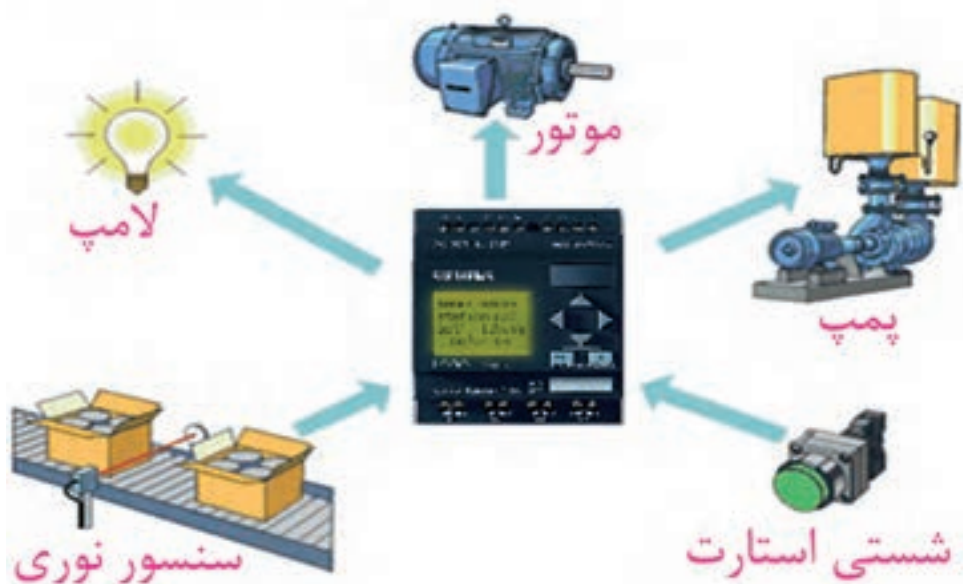 موتور
لامپ
پمپ
SIEMENS
سنسور نوری
شستی استارت